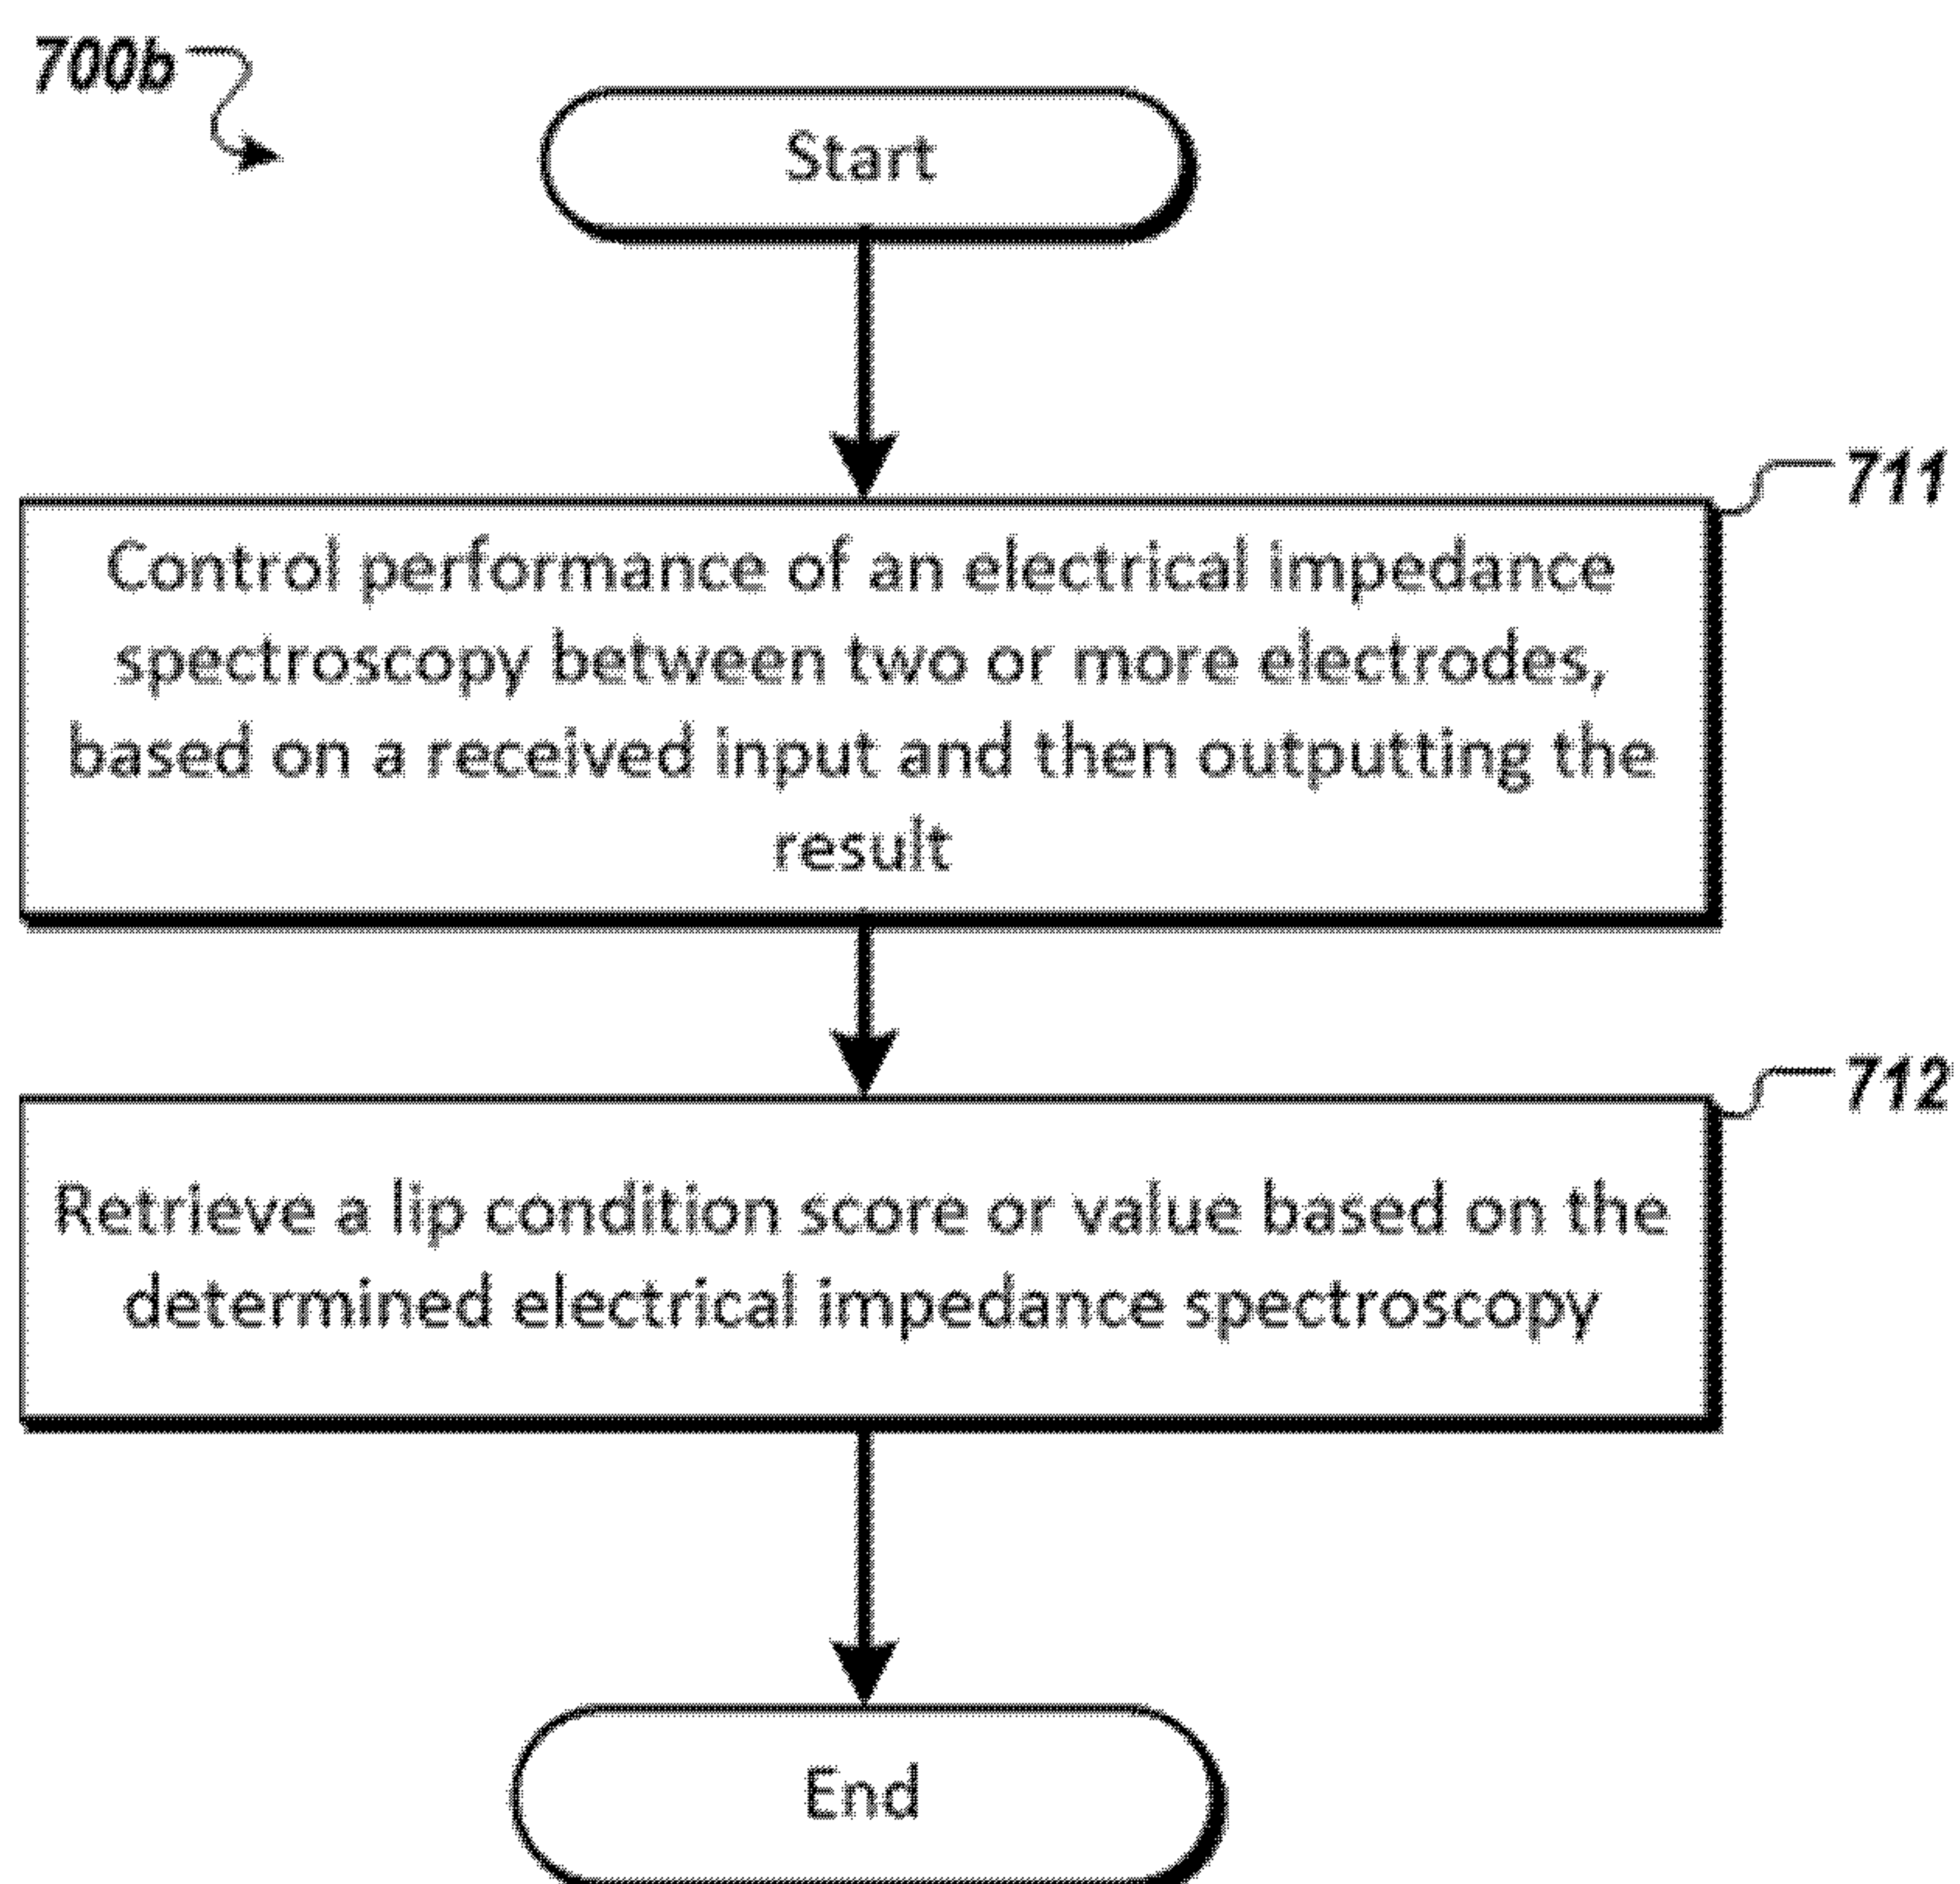 700b
Start
711
Control performance of an electrical impedance
spectroscopy between two or more electrodes,
based on a received input and then outputting the
result
712
Retrieve a lip condition score or value based on the
determined electrical impedance spectroscopy
End